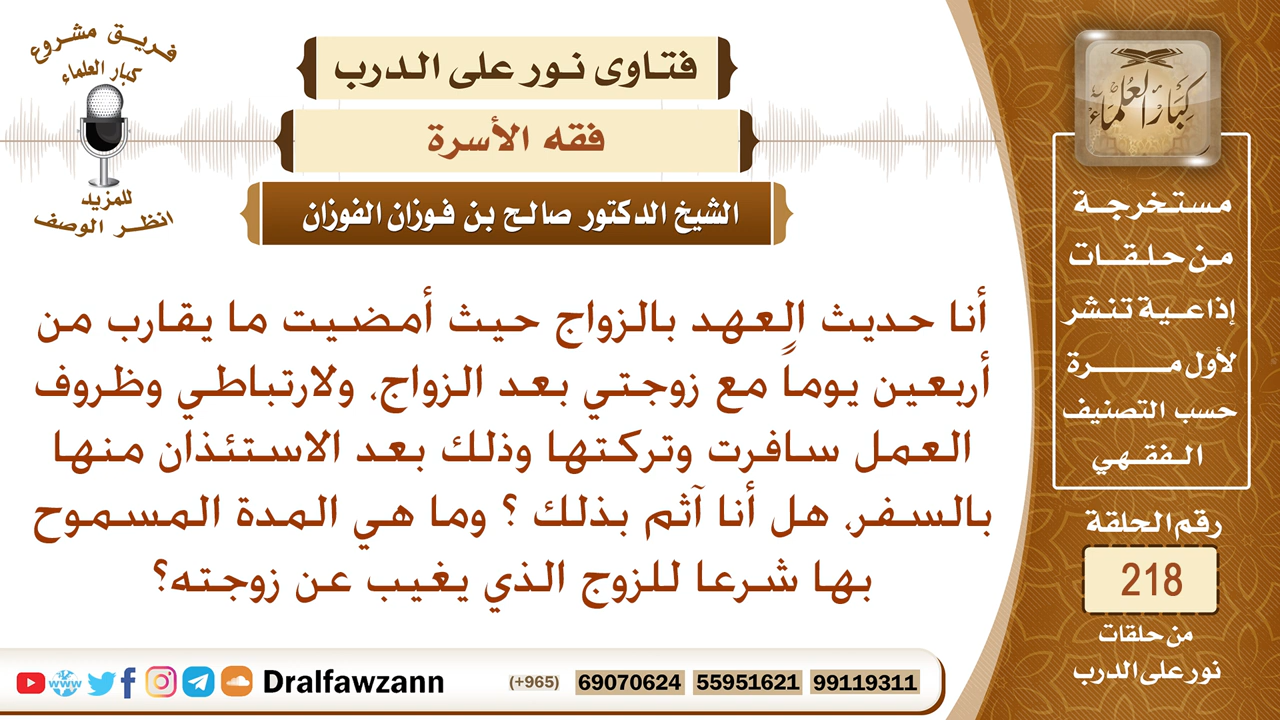 فتاوى نور على الدرب
فقه الأسرة
الشيخ الدكتور صالح بن فوزان الفوزان
فريق مشروع
كبار العلماء
للمزيد
انظر الوصف
أنا حديث العهد بالزواج حيث أمضيت ما يقارب من
أربعين يوماً مع زوجتي بعد الزواج، ولارتباطي وظروف
العمل سافرت وتركتها وذلك بعد الاستئذان منها
بالسفر، هل أنا آثم بذلك ؟ وما هي المدة المسموح
بها شرعا للزوج الذي يغيب عن زوجته؟
كبار العلماء
مستخرجة
من حلقات
إذاعية تنشر
لأول مرة
حسب التصنيف
الفقهي
رقم الحلقة
218
من حلقات
نور على الدرب
www Dralfawzann (+965) 69070624 55951621 99119311